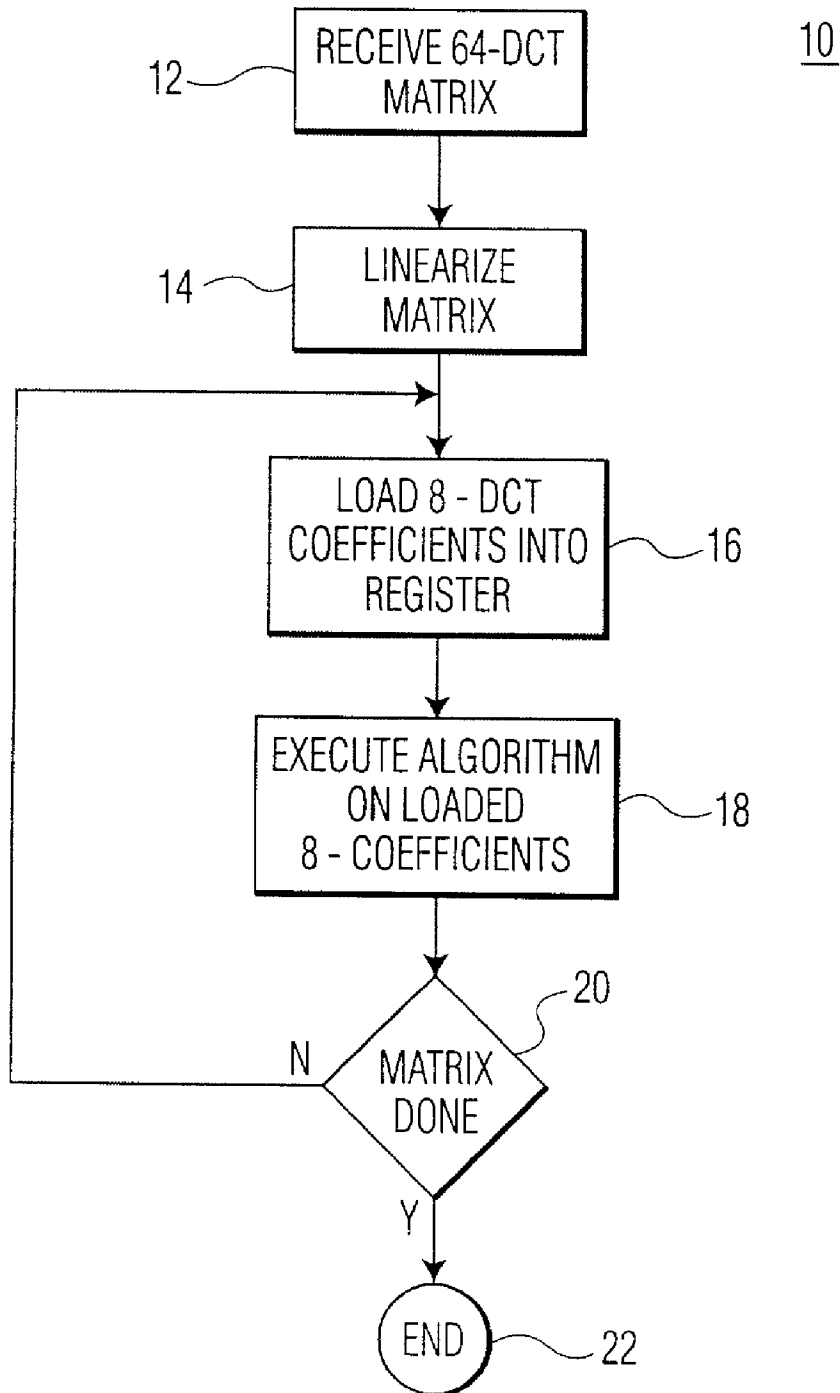 10
RECEIVE 64-DCT
MATRIX
12
LINEARIZE
MATRIX
14
LOAD 8 - DCT
COEFFICIENTS INTO
REGISTER
16
EXECUTE ALGORITHM
ON LOADED
8 - COEFFICIENTS
18
20
N
MATRIX
DONE
Y
END
22